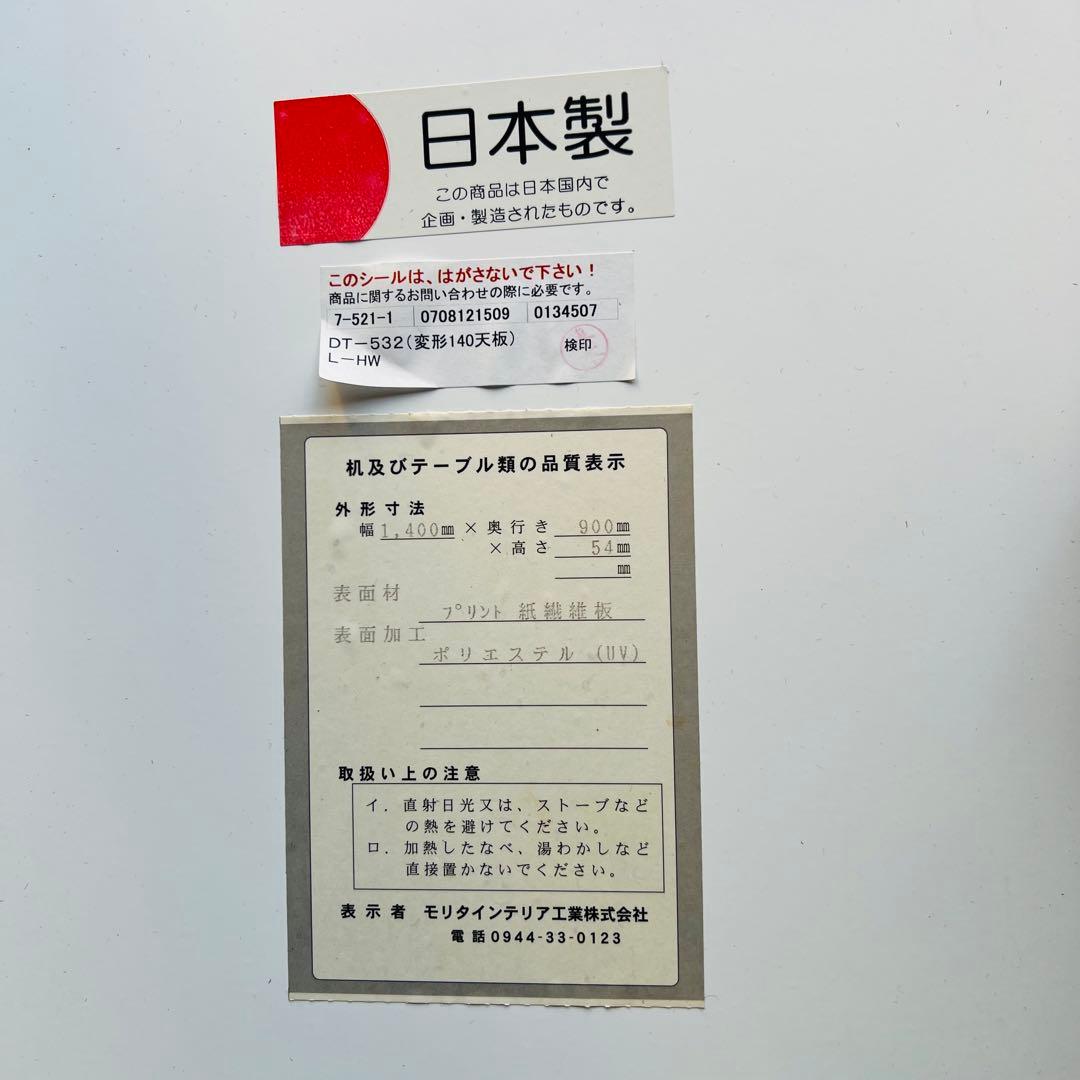 日本製
この商品は日本国内で
企画・製造されたものです。
このシールは、はがさないで下さい！
商品に関するお問い合わせの際に必要です。
7-521-1 0708121509 0134507
DT－532(変形140天板)
L－HW
検印
机及びテーブル類の品質表示
外形寸法
幅 1,400㎜ × 奥行き 900㎜
× 高さ 54㎜
㎜
表面材
プリント 紙繊維板
表面加工
ポリエステル (UV)
取扱い上の注意
イ. 直射日光又は、ストーブなど
の熱を避けてください。
ロ. 加熱したなべ、湯わかしなど
直接置かないでください。
表示者 モリタインテリア工業株式会社
電話0944-33-0123